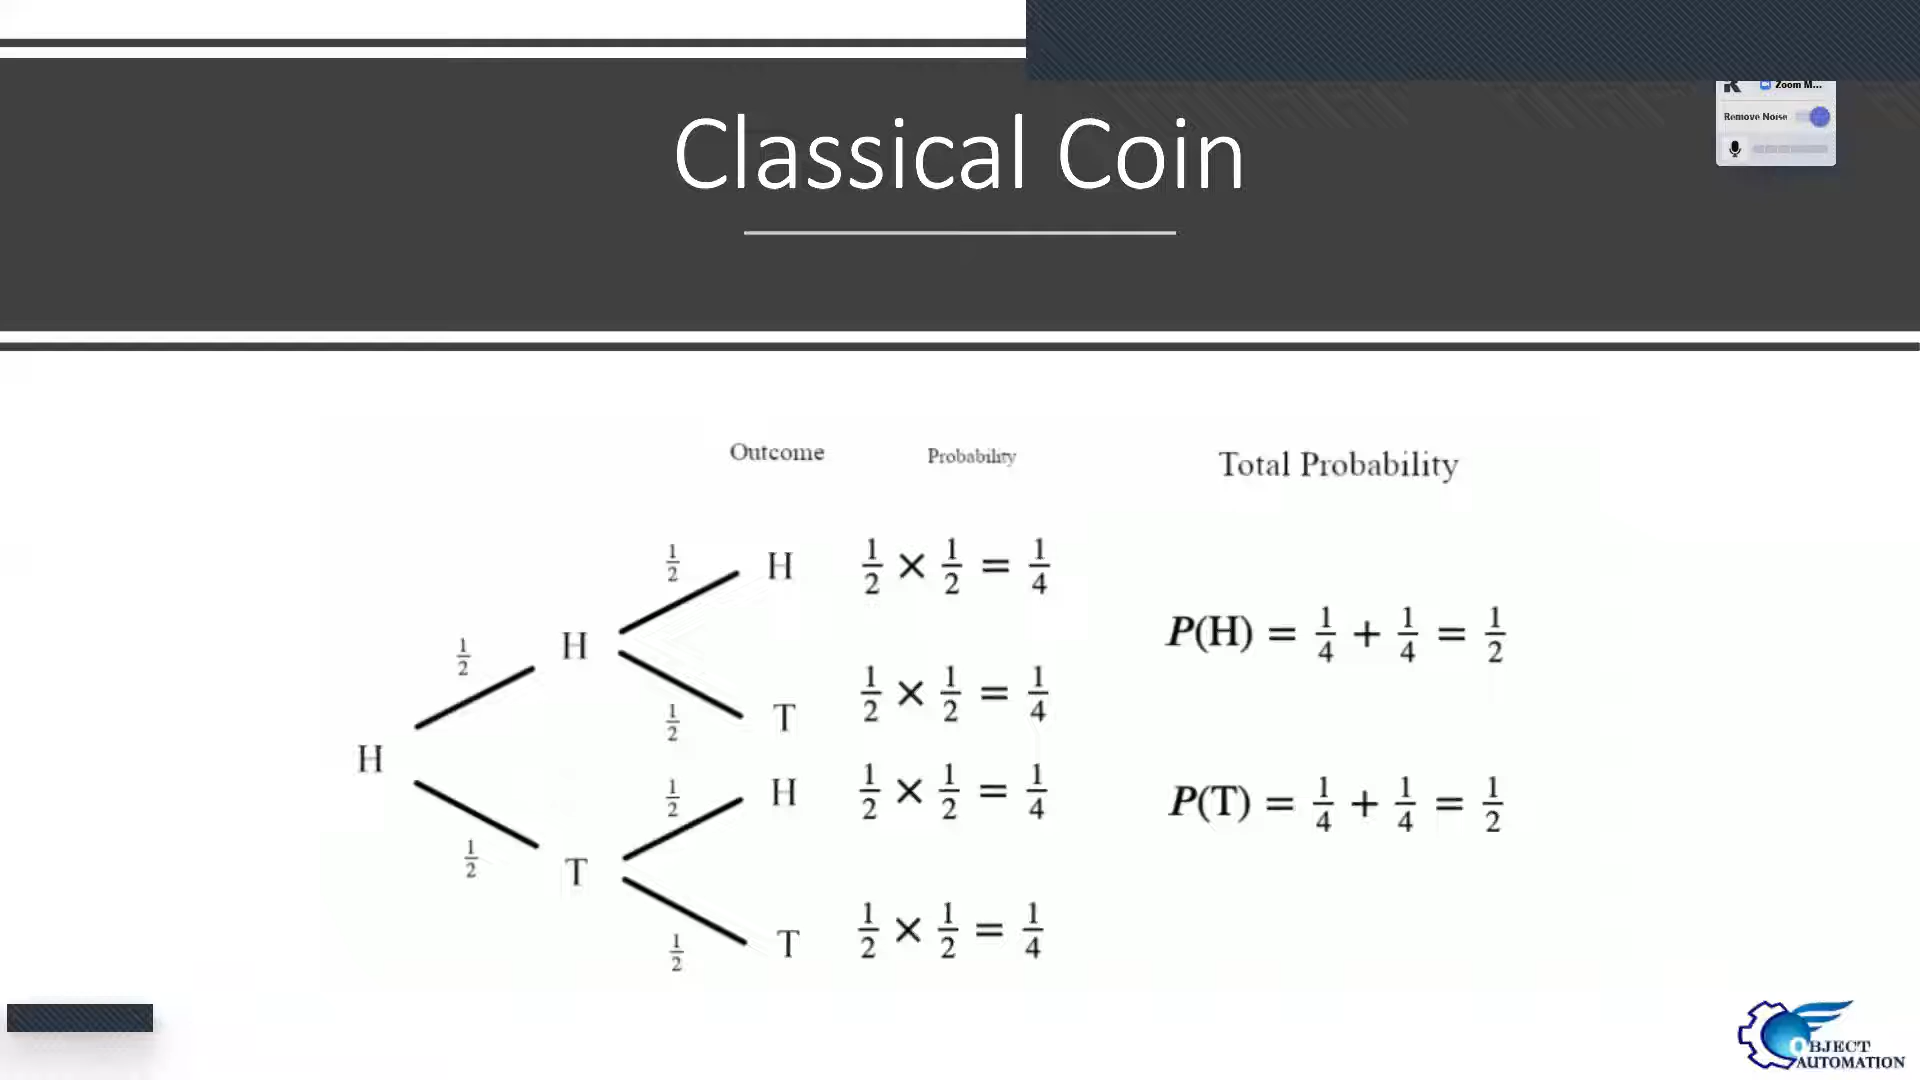 Zoom M...
Remove Noise
Classical Coin
Outcome Probability Total Probability
1/2 H 1/2 × 1/2 = 1/4
1/2 H P(H) = 1/4 + 1/4 = 1/2
1/2 T 1/2 × 1/2 = 1/4
H
1/2 H 1/2 × 1/2 = 1/4
1/2 T P(T) = 1/4 + 1/4 = 1/2
1/2 T 1/2 × 1/2 = 1/4
OBJECT
AUTOMATION